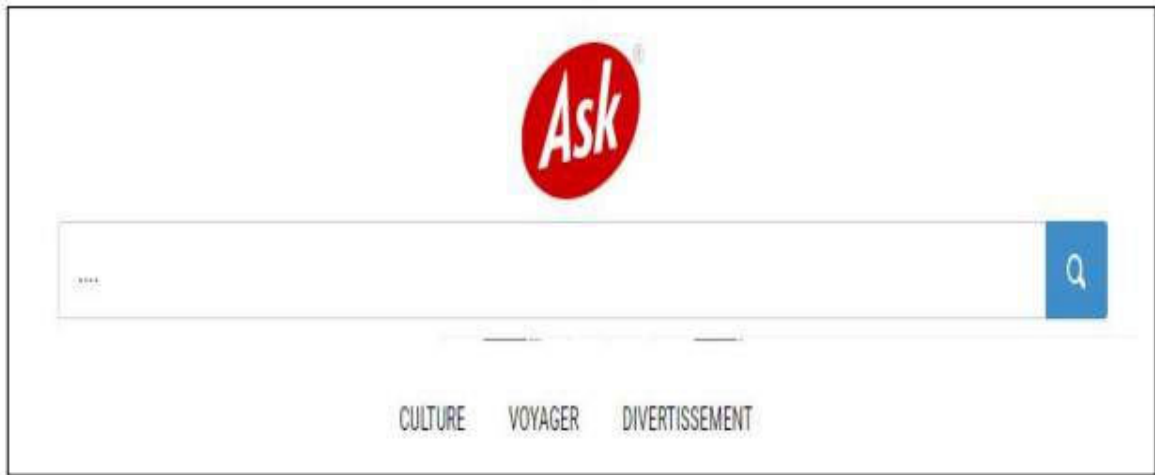 Ask
....
CULTURE VOYAGER DIVERTISSEMENT